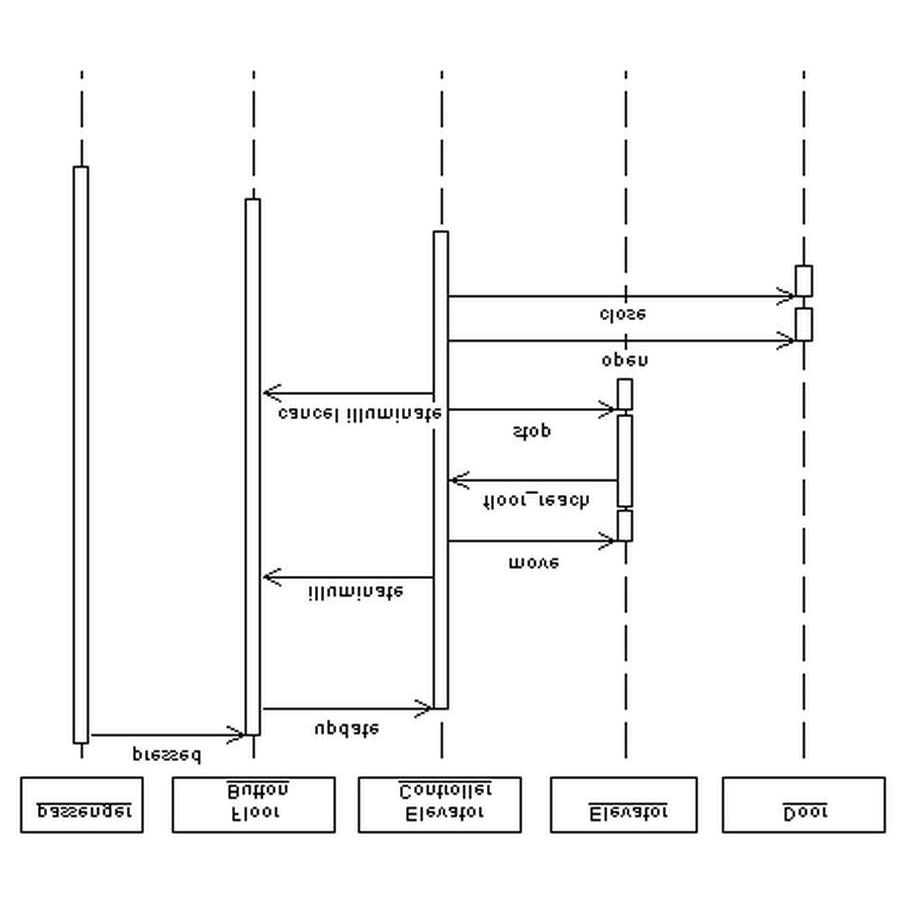 passenger
Floor
Button
Elevator
Controller
Elevator
Door
pressed
update
illuminate
move
floor_reach
stop
cancel illuminate
open
close